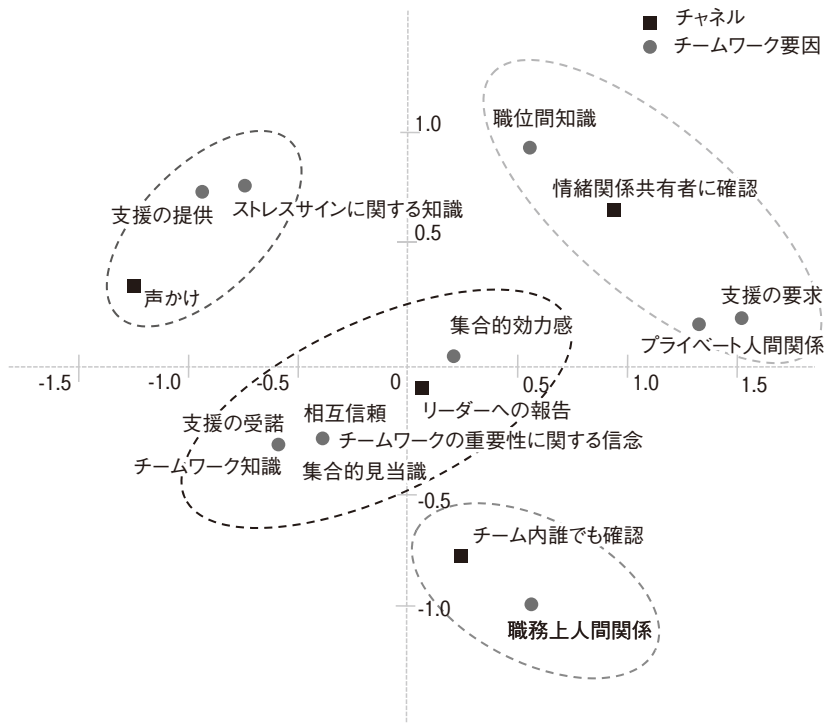 チャネル
チームワーク要因
1.0
職位間知識
情緒関係共有者に確認
支援の提供
ストレスサインに関する知識
0.5
声かけ
支援の要求
集合的効力感
プライベート人間関係
-1.5
-1.0
-0.5
0
0.5
1.0
1.5
リーダーへの報告
支援の受諾
相互信頼
チームワークの重要性に関する信念
チームワーク知識
集合的見当識
-0.5
チーム内誰でも確認
-1.0
職務上人間関係